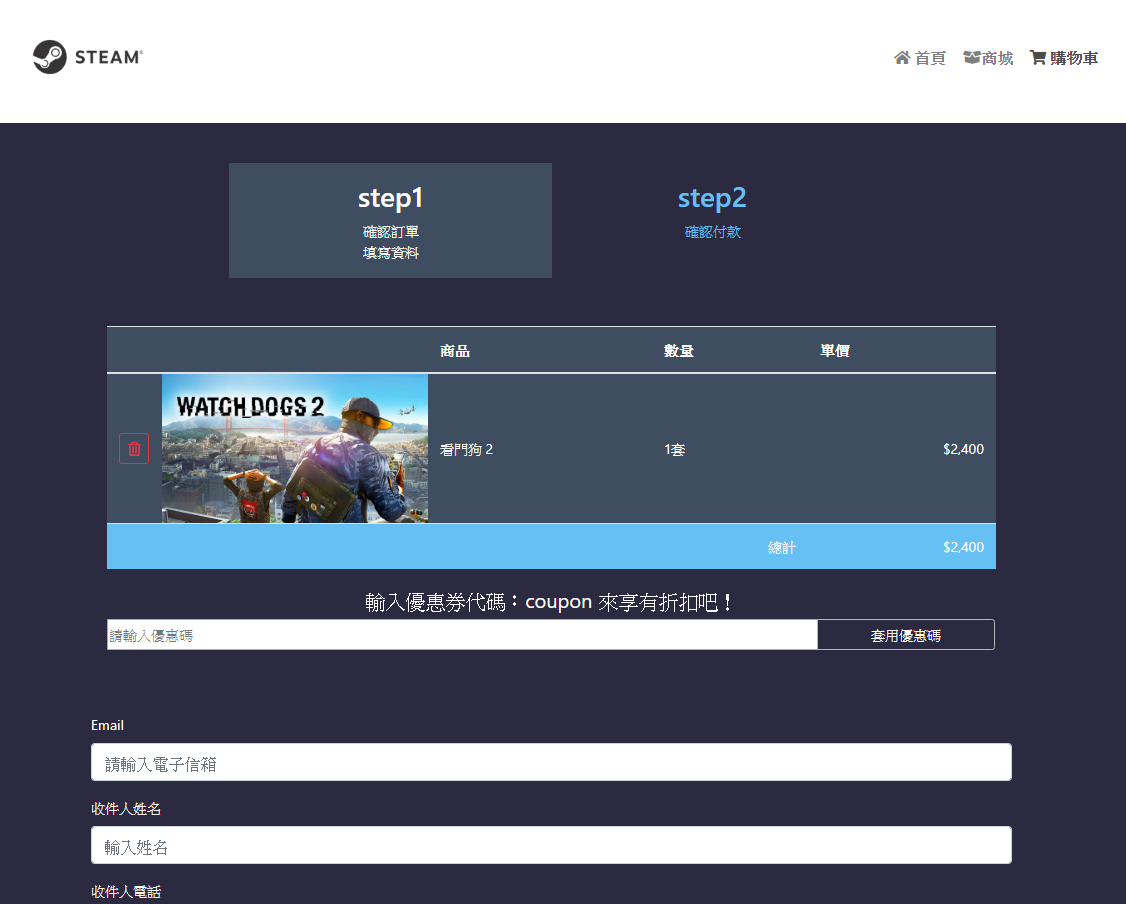 STEAM®
首頁 商城 購物車
step1
確認訂單
填寫資料
step2
確認付款
商品 數量 單價
WATCH_DOGS 2
看門狗 2 1套 $2,400
總計 $2,400
輸入優惠券代碼：coupon 來享有折扣吧！
請輸入優惠碼 套用優惠碼
Email
請輸入電子信箱
收件人姓名
輸入姓名
收件人電話